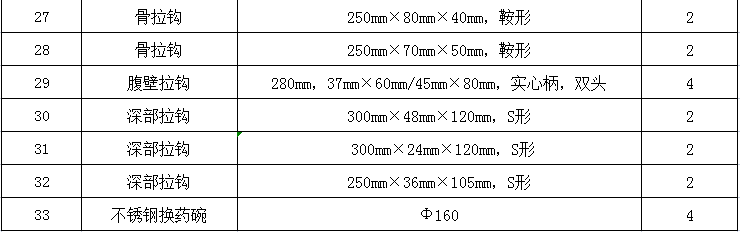 27 骨拉钩 250mm×80mm×40mm，鞍形 2
28 骨拉钩 250mm×70mm×50mm，鞍形 2
29 腹壁拉钩 280mm，37mm×60mm/45mm×80mm，实心柄，双头 4
30 深部拉钩 300mm×48mm×120mm，S形 2
31 深部拉钩 300mm×24mm×120mm，S形 2
32 深部拉钩 250mm×36mm×105mm，S形 2
33 不锈钢换药碗 Φ160 4